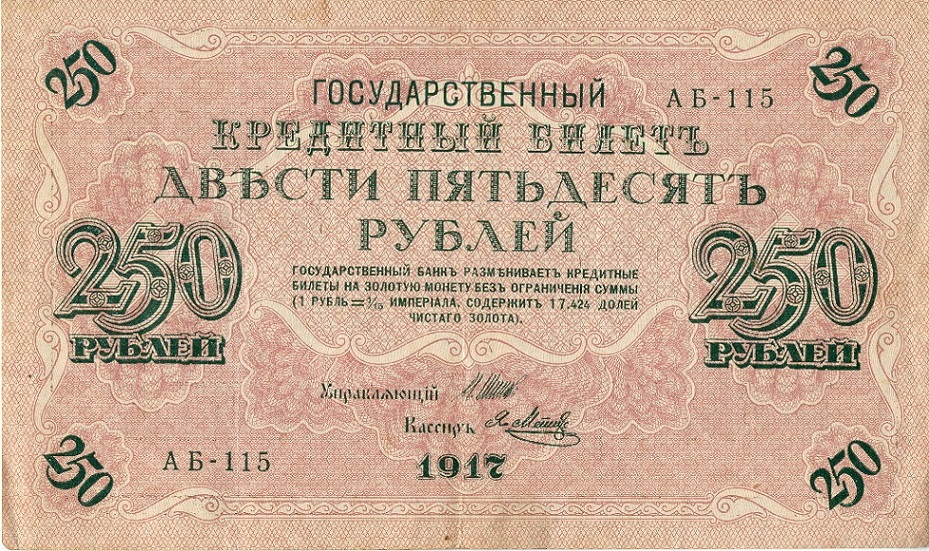 250
250
ГОСУДАРСТВЕННЫЙ
АБ-115
КРЕДИТНЫЙ БИЛЕТЪ
ДВѢСТИ ПЯТЬДЕСЯТЪ
РУБЛЕЙ
250
РУБЛЕЙ
250
РУБЛЕЙ
ГОСУДАРСТВЕННЫЙ БАНКЪ РАЗМѢНИВАЕТЪ КРЕДИТНЫЕ
БИЛЕТЫ НА ЗОЛОТУЮ МОНЕТУ БЕЗЪ ОГРАНИЧЕНІЯ СУММЫ
(1 РУБЛЬ = 1/15 ИМПЕРІАЛА, СОДЕРЖИТЪ 17,424 ДОЛЕЙ
ЧИСТАГО ЗОЛОТА).
Управляющій
Кассиръ
АБ-115
1917
250
250